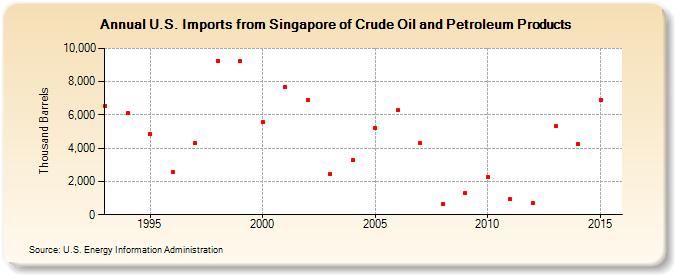 Annual U.S. Imports from Singapore of Crude Oil and Petroleum Products
Thousand Barrels
10,000
8,000
6,000
4,000
2,000
0
1995 2000 2005 2010 2015
Source: U.S. Energy Information Administration